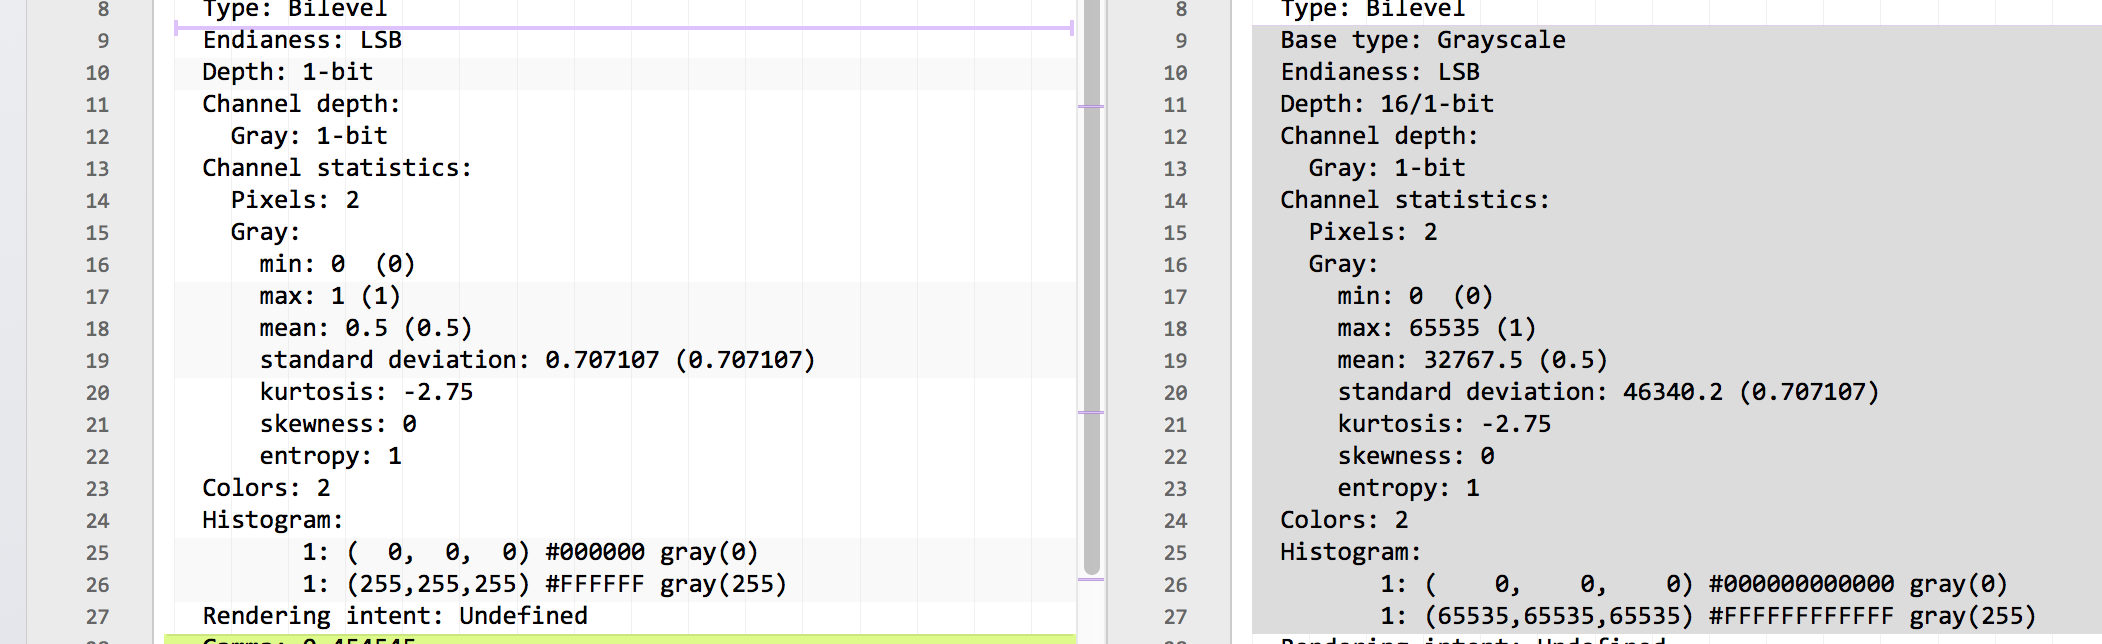 8 Type: Bilevel
9 Endianess: LSB
10 Depth: 1-bit
11 Channel depth:
12 Gray: 1-bit
13 Channel statistics:
14 Pixels: 2
15 Gray:
16 min: 0 (0)
17 max: 1 (1)
18 mean: 0.5 (0.5)
19 standard deviation: 0.707107 (0.707107)
20 kurtosis: -2.75
21 skewness: 0
22 entropy: 1
23 Colors: 2
24 Histogram:
25 1: ( 0, 0, 0) #000000 gray(0)
26 1: (255,255,255) #FFFFFF gray(255)
27 Rendering intent: Undefined
28 Gamma: 0.454545
8 Type: Bilevel
9 Base type: Grayscale
10 Endianess: LSB
11 Depth: 16/1-bit
12 Channel depth:
13 Gray: 1-bit
14 Channel statistics:
15 Pixels: 2
16 Gray:
17 min: 0 (0)
18 max: 65535 (1)
19 mean: 32767.5 (0.5)
20 standard deviation: 46340.2 (0.707107)
21 kurtosis: -2.75
22 skewness: 0
23 entropy: 1
24 Colors: 2
25 Histogram:
26 1: ( 0, 0, 0) #000000000000 gray(0)
27 1: (65535,65535,65535) #FFFFFFFFFFFF gray(255)
28 Rendering intent: Undefined